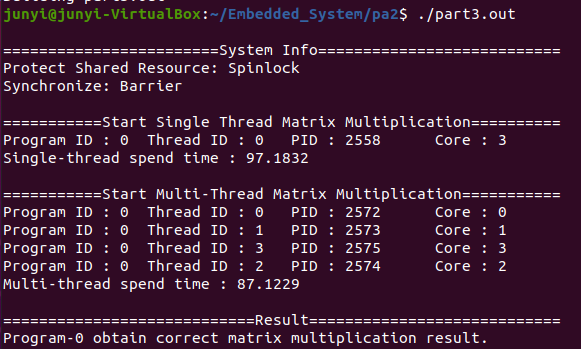 junyi@junyi-VirtualBox:~/Embedded_System/pa2$ ./part3.out
========================System Info===========================
Protect Shared Resource: Spinlock
Synchronize: Barrier
===========Start Single Thread Matrix Multiplication==========
Program ID : 0  Thread ID : 0   PID : 2558      Core : 3
Single-thread spend time : 97.1832
===========Start Multi-Thread Matrix Multiplication===========
Program ID : 0  Thread ID : 0   PID : 2572      Core : 0
Program ID : 0  Thread ID : 1   PID : 2573      Core : 1
Program ID : 0  Thread ID : 3   PID : 2575      Core : 3
Program ID : 0  Thread ID : 2   PID : 2574      Core : 2
Multi-thread spend time : 87.1229
============================Result============================
Program-0 obtain correct matrix multiplication result.